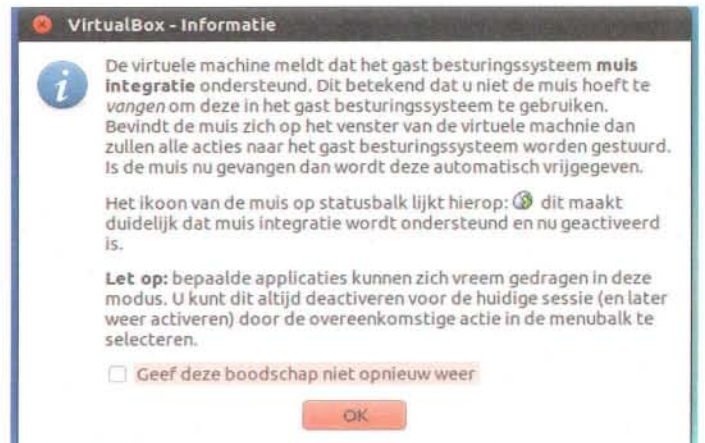 VirtualBox - Informatie
De virtuele machine meldt dat het gast besturingssysteem muis
integratie ondersteund. Dit betekend dat u niet de muis hoeft te
vangen om deze in het gast besturingssysteem te gebruiken.
Bevindt de muis zich op het venster van de virtuele machnie dan
zullen alle acties naar het gast besturingssysteem worden gestuurd.
Is de muis nu gevangen dan wordt deze automatisch vrijgegeven.
Het ikoon van de muis op statusbalk lijkt hierop: dit maakt
duidelijk dat muis integratie wordt ondersteund en nu geactiveerd
is.
Let op: bepaalde applicaties kunnen zich vreem gedragen in deze
modus. U kunt dit altijd deactiveren voor de huidige sessie (en later
weer activeren) door de overeenkomstige actie in de menubalk te
selecteren.
Geef deze boodschap niet opnieuw weer
OK